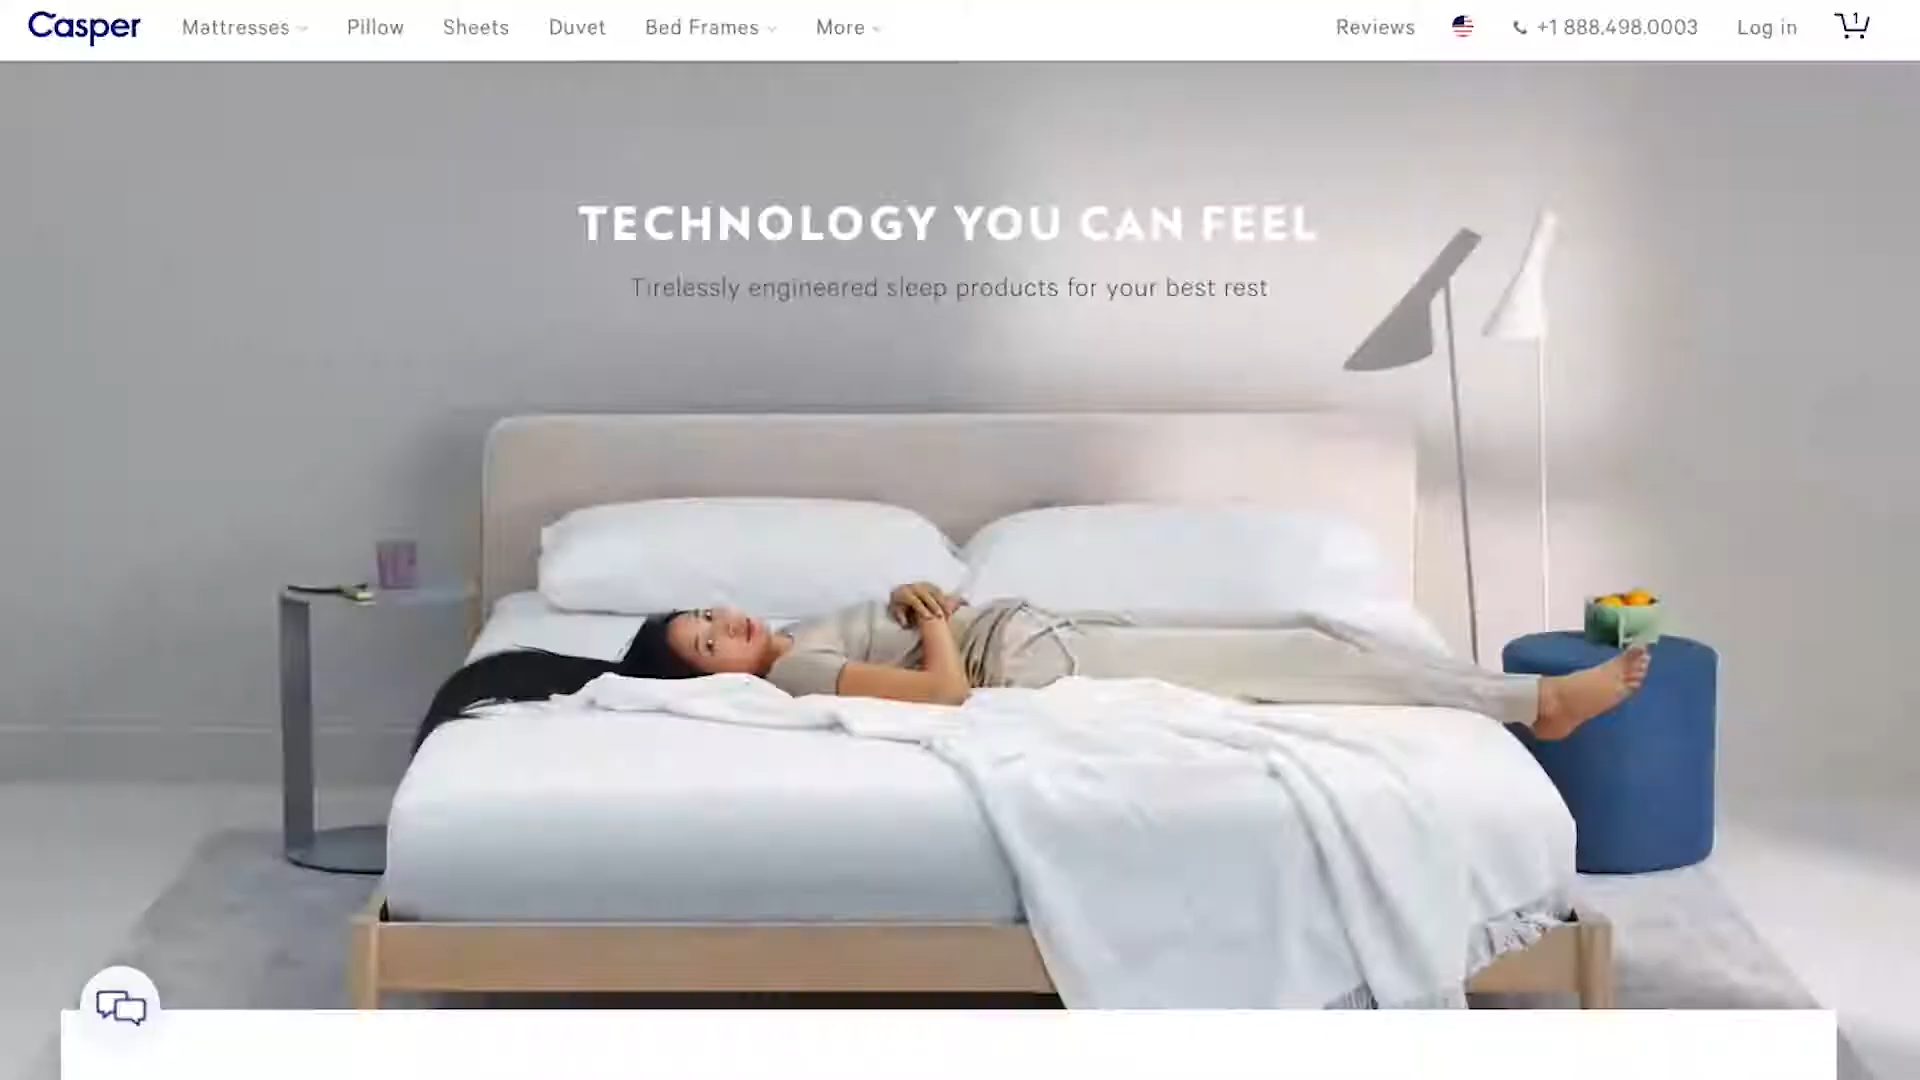 Casper Mattresses Pillow Sheets Duvet Bed Frames More Reviews +1 888.498.0003 Log in 1
TECHNOLOGY YOU CAN FEEL
Tirelessly engineered sleep products for your best rest